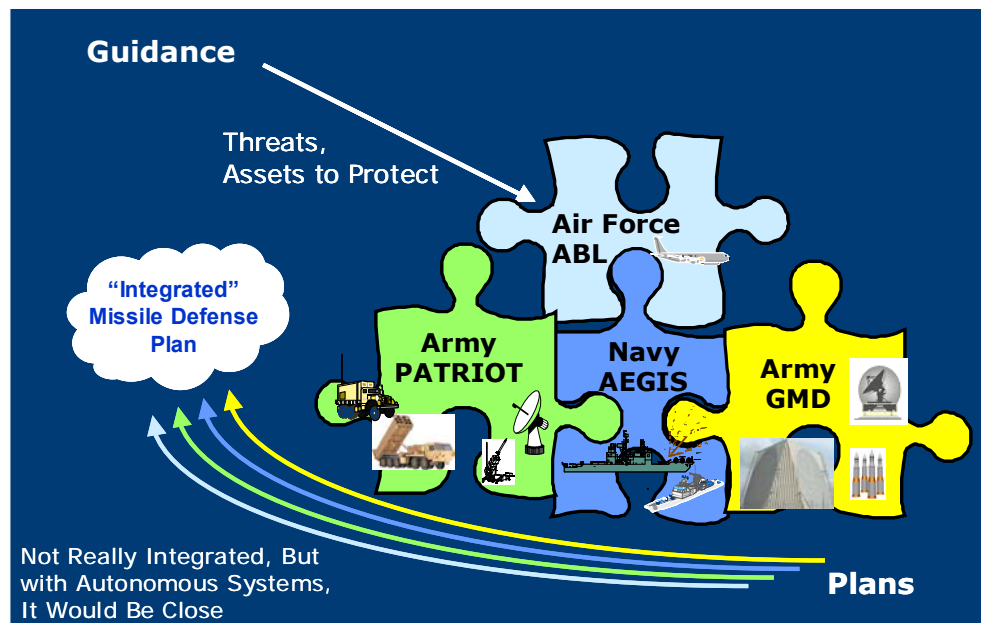 Guidance
Threats,
Assets to Protect
Air Force
ABL
“Integrated”
Missile Defense
Plan
Army
PATRIOT
Navy
AEGIS
Army
GMD
Not Really Integrated, But
with Autonomous Systems,
It Would Be Close
Plans